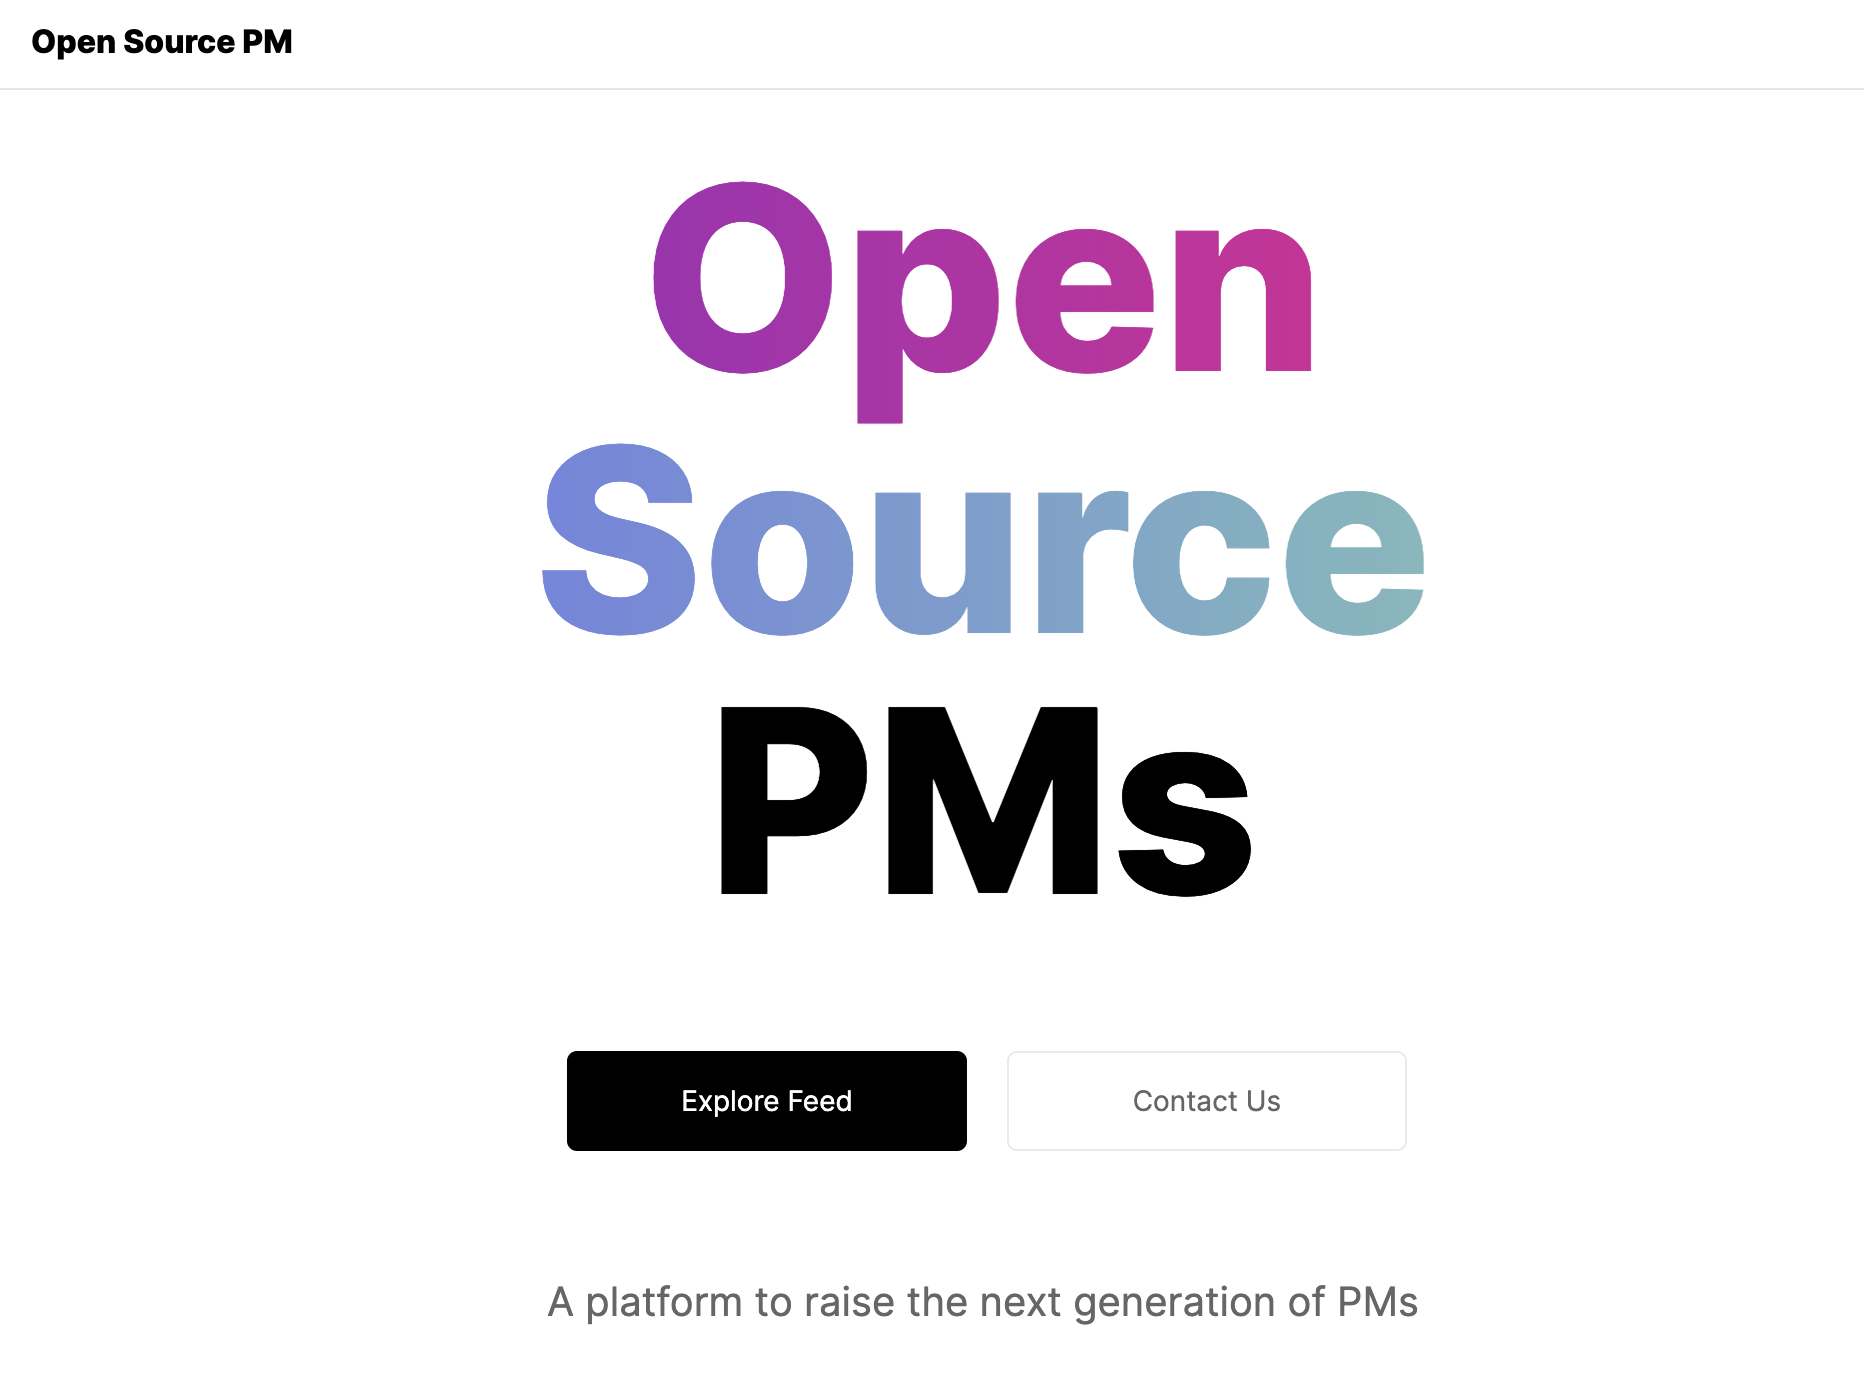 Open Source PM
Open
Source
PMs
Explore Feed
Contact Us
A platform to raise the next generation of PMs